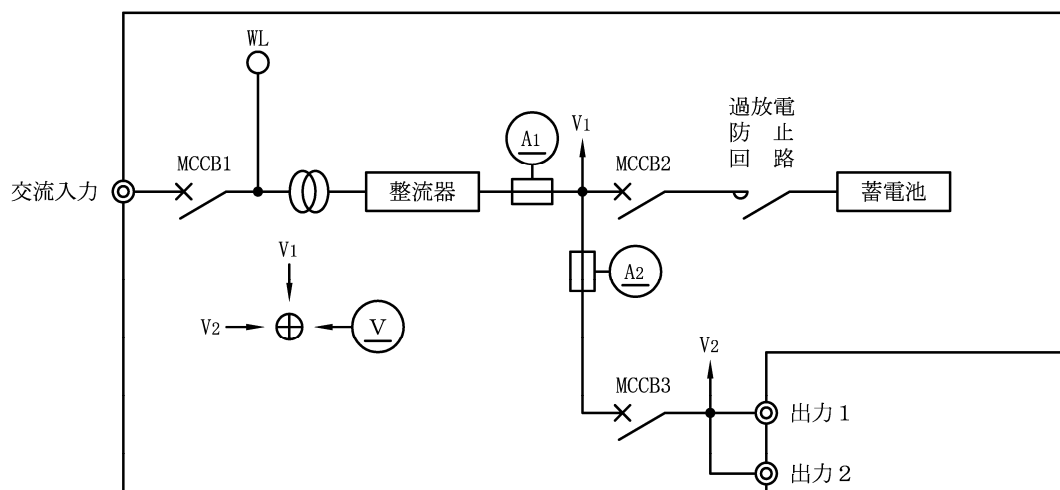 WL
過放電
防止
回路
A1
V1
MCCB1
MCCB2
交流入力
整流器
蓄電池
V1
A2
V2
V
V2
MCCB3
出力1
出力2